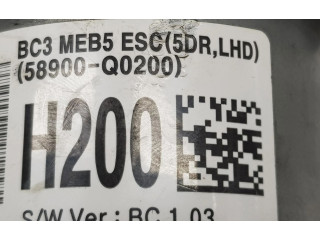 BC3 MEB5 ESC(5DR,LHD)
(58900-Q0200)
H200
S/W Ver : BC 1.03